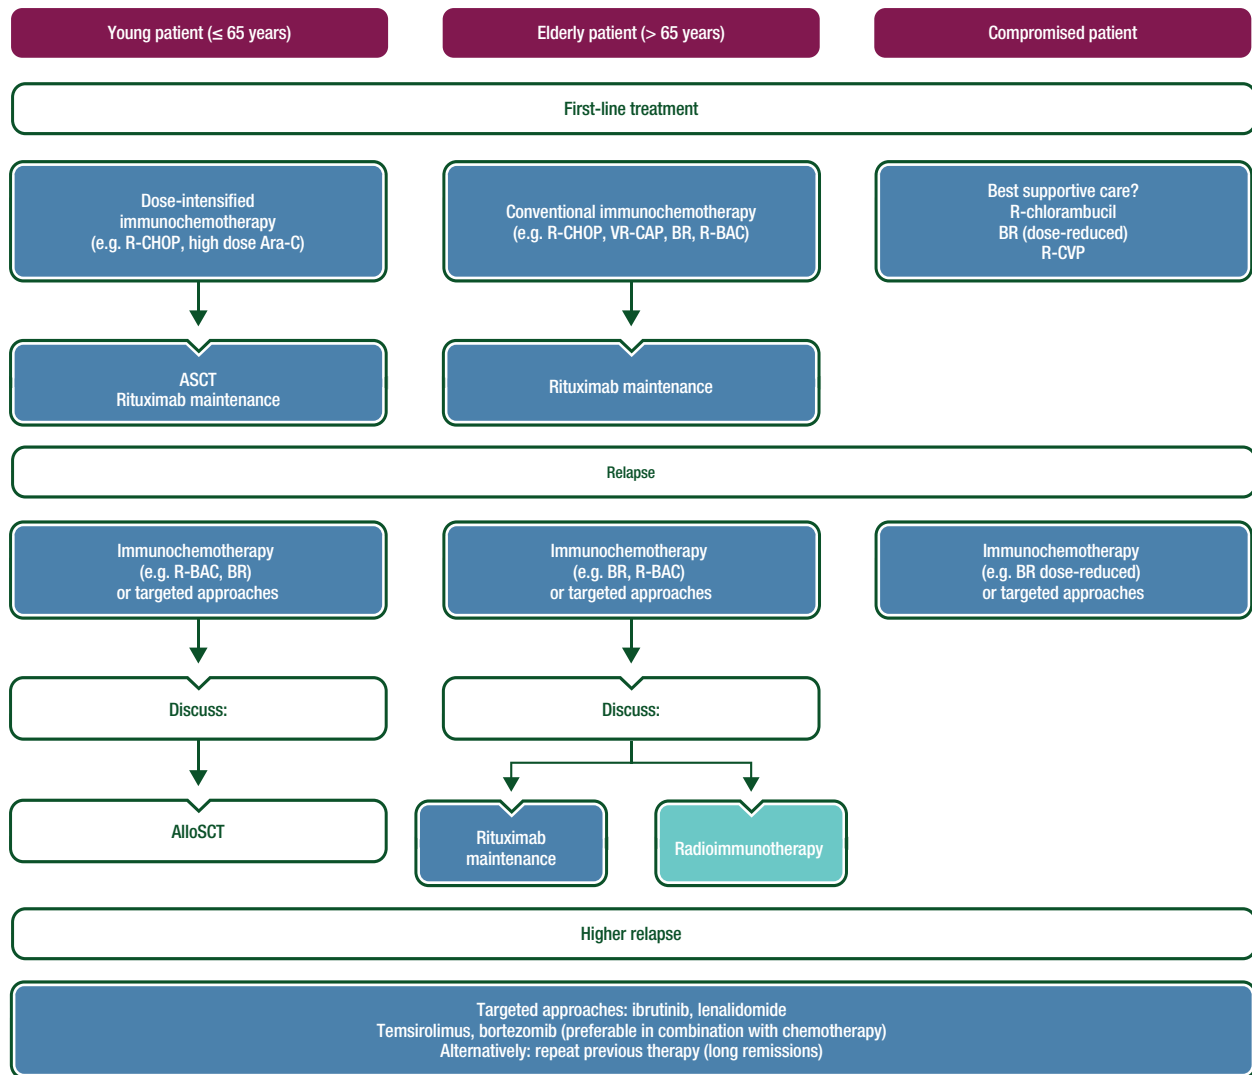 Young patient (≤ 65 years)
Elderly patient (> 65 years)
Compromised patient
First-line treatment
Dose-intensified
immunochemotherapy
(e.g. R-CHOP, high dose Ara-C)
Conventional immunochemotherapy
(e.g. R-CHOP, VR-CAP, BR, R-BAC)
Best supportive care?
R-chlorambucil
BR (dose-reduced)
R-CVP
ASCT
Rituximab maintenance
Rituximab maintenance
Relapse
Immunochemotherapy
(e.g. R-BAC, BR)
or targeted approaches
Immunochemotherapy
(e.g. BR, R-BAC)
or targeted approaches
Immunochemotherapy
(e.g. BR dose-reduced)
or targeted approaches
Discuss:
Discuss:
AlloSCT
Rituximab
maintenance
Radioimmunotherapy
Higher relapse
Targeted approaches: ibrutinib, lenalidomide
Temsirolimus, bortezomib (preferable in combination with chemotherapy)
Alternatively: repeat previous therapy (long remissions)